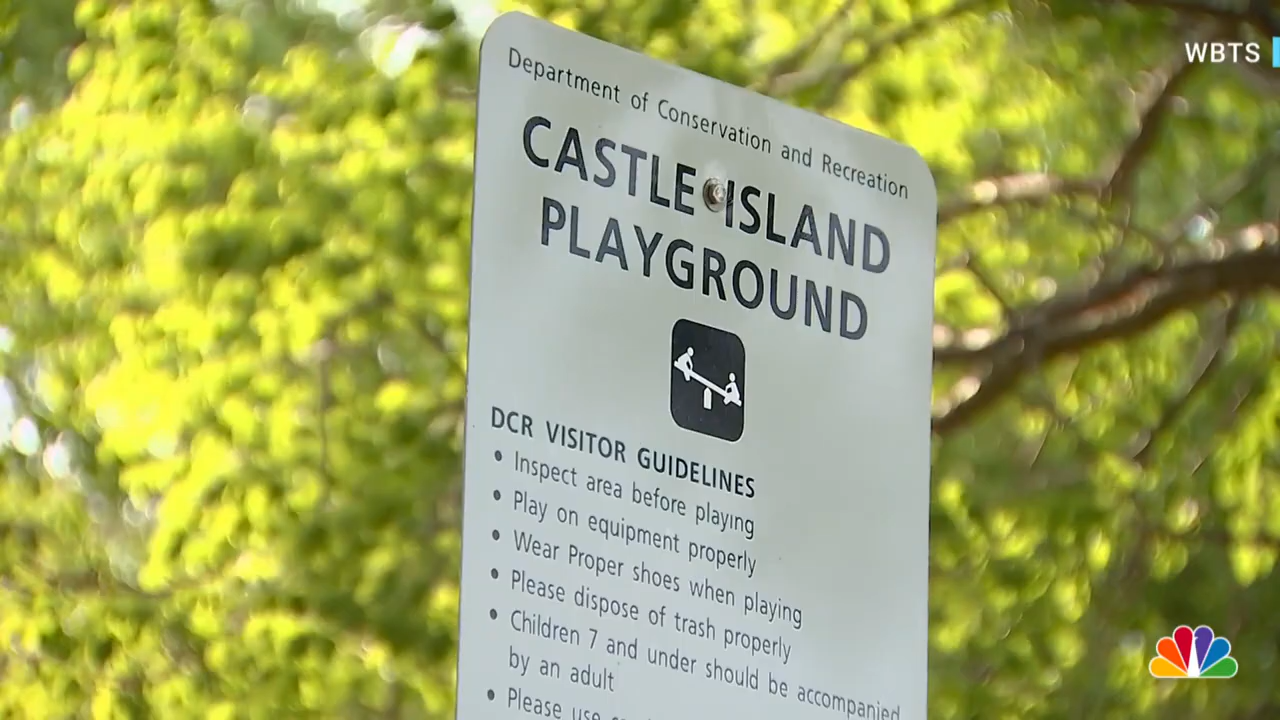 WBTS
Department of Conservation and Recreation
CASTLE ISLAND
PLAYGROUND
DCR VISITOR GUIDELINES
• Inspect area before playing
• Play on equipment properly
• Wear Proper shoes when playing
• Please dispose of trash properly
• Children 7 and under should be accompanied
by an adult
• Please use